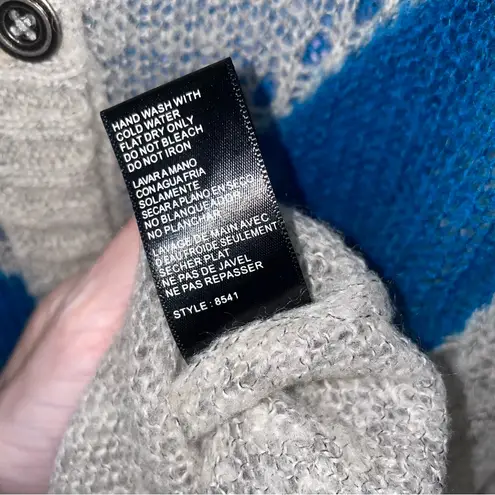 HAND WASH WITH
COLD WATER
FLAT DRY ONLY
DO NOT BLEACH
DO NOT IRON
LAVAR A MANO
CON AGUA FRIA
SOLAMENTE
SECAR A PLANO EN SECO
NO BLANQUEADOR
NO PLANCHAR
LAVAGE DE MAIN AVEC
D'EAU FROIDE SEULEMENT
SECHER PLAT
NE PAS DE JAVEL
NE PAS REPASSER
STYLE : 8541